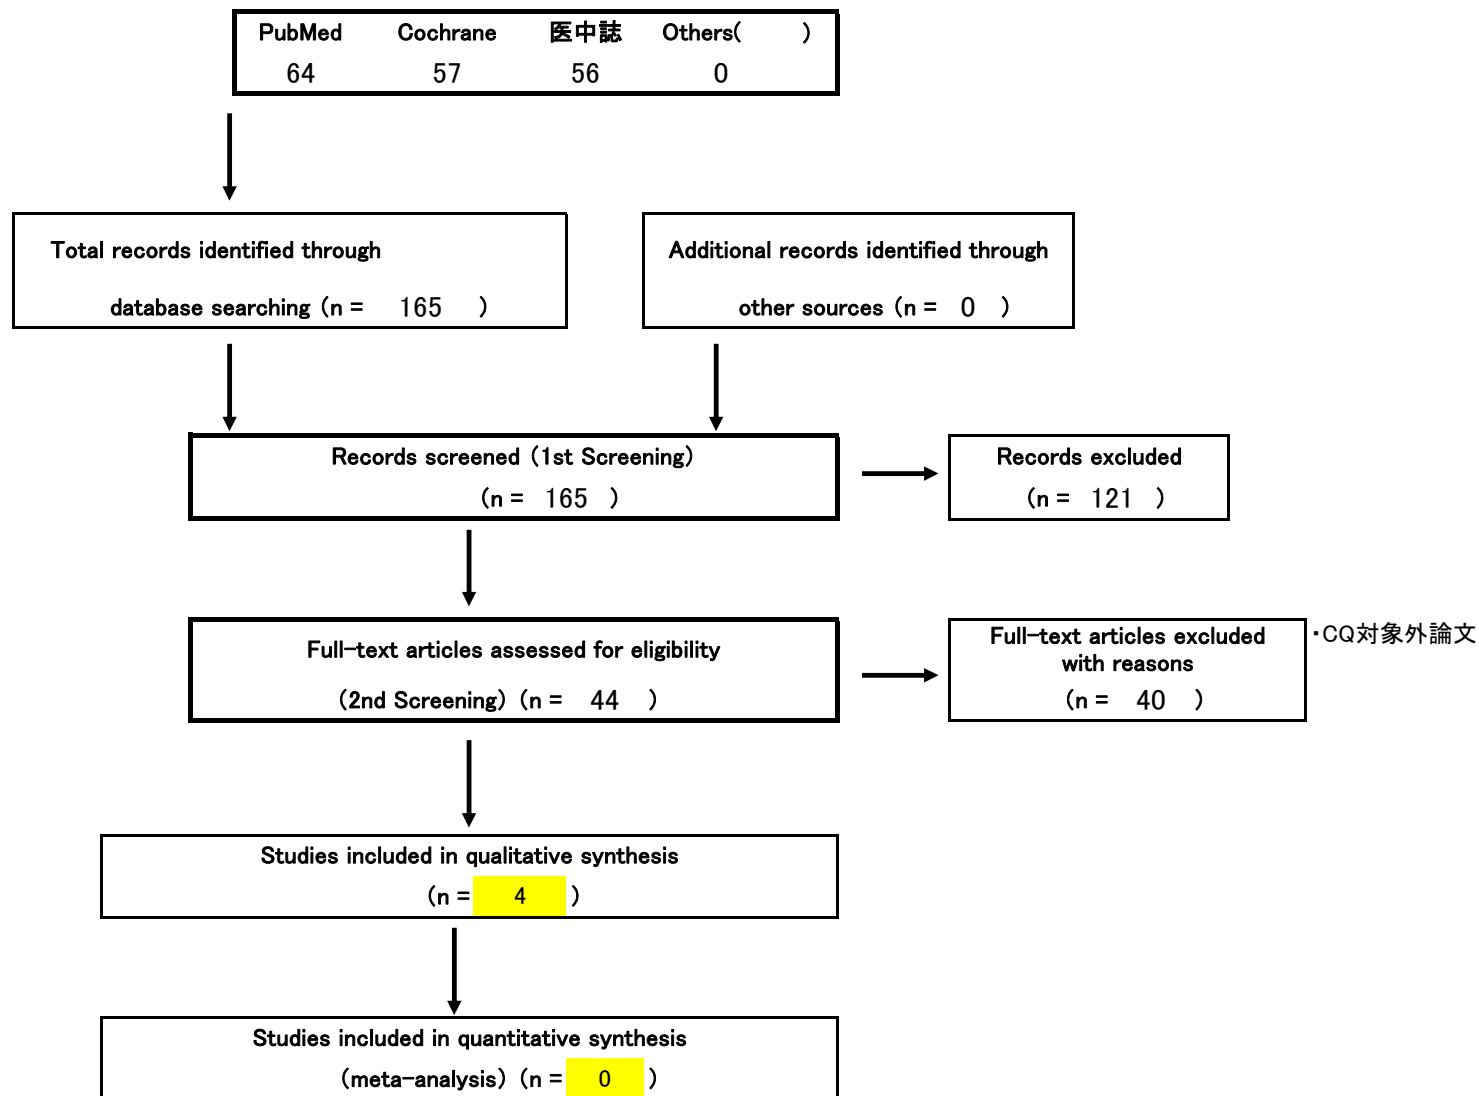 PubMed Cochrane 医中誌 Others( )
64 57 56 0
Total records identified through
database searching (n = 165 )
Additional records identified through
other sources (n = 0 )
Records screened (1st Screening)
(n = 165 )
Records excluded
(n = 121 )
Full-text articles assessed for eligibility
(2nd Screening) (n = 44 )
Full-text articles excluded
with reasons
(n = 40 )
・CQ対象外論文
Studies included in qualitative synthesis
(n = 4 )
Studies included in quantitative synthesis
(meta-analysis) (n = 0 )